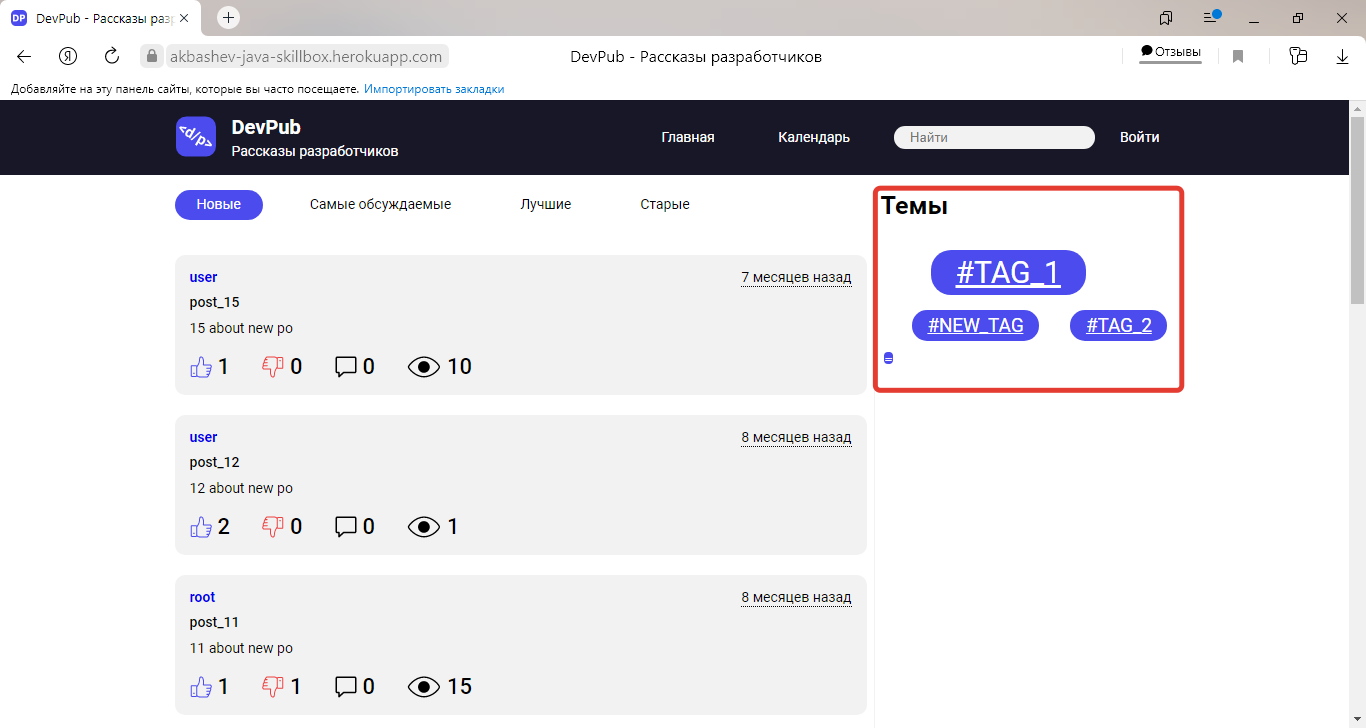 DP DevPub - Рассказы раз
akbashev-java-skillbox.herokuapp.com DevPub - Рассказы разработчиков Отзывы
Добавляйте на эту панель сайты, которые вы часто посещаете. Импортировать закладки
<d/p> DevPub
Рассказы разработчиков
Главная Календарь Найти Войти
Новые Самые обсуждаемые Лучшие Старые
user 7 месяцев назад
post_15
15 about new po
1 0 0 10
user 8 месяцев назад
post_12
12 about new po
2 0 0 1
root 8 месяцев назад
post_11
11 about new po
1 1 0 15
Темы
#TAG_1
#NEW_TAG #TAG_2